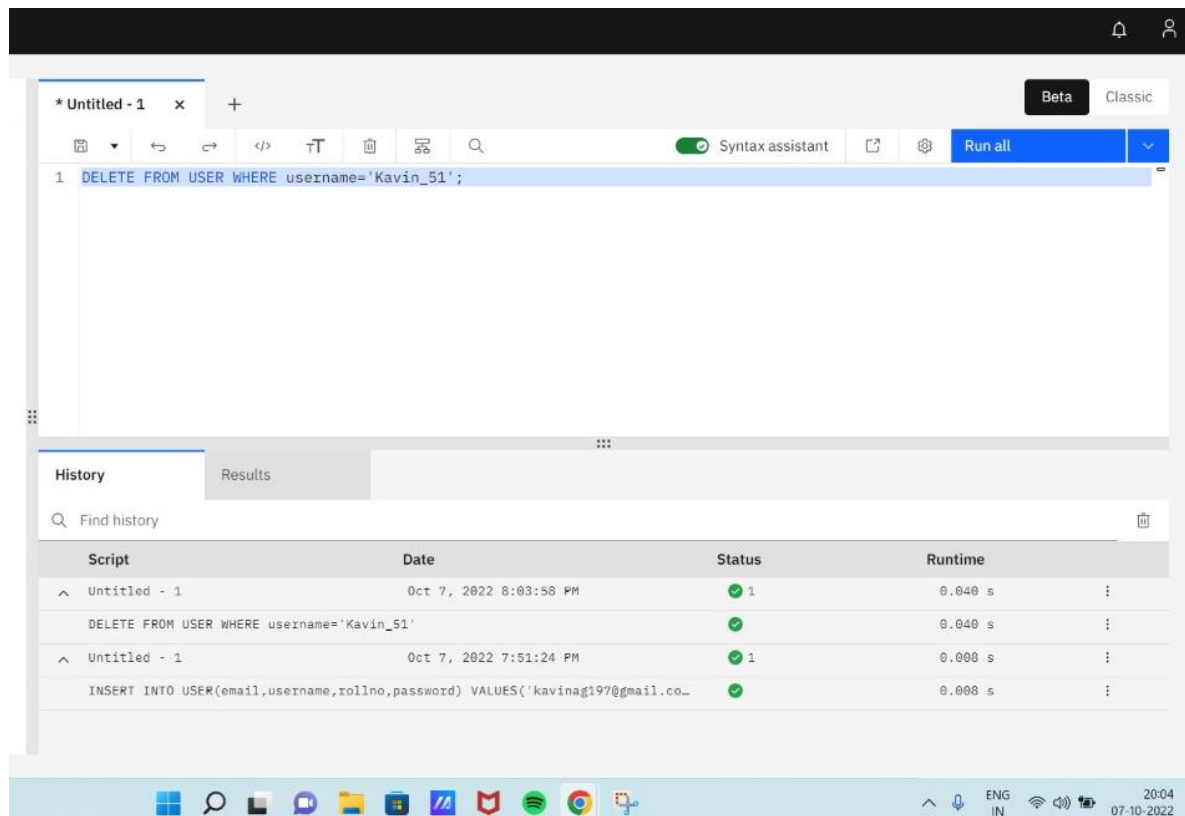 * Untitled - 1 × +
Beta Classic
Syntax assistant Run all
1 DELETE FROM USER WHERE username='Kavin_51';
History Results
Find history
Script Date Status Runtime
Untitled - 1 Oct 7, 2022 8:03:58 PM 1 0.040 s
DELETE FROM USER WHERE username='Kavin_51' 0.040 s
Untitled - 1 Oct 7, 2022 7:51:24 PM 1 0.008 s
INSERT INTO USER(email,username,rollno,password) VALUES('kavinag197@gmail.co… 0.008 s
ENG
IN
20:04
07-10-2022